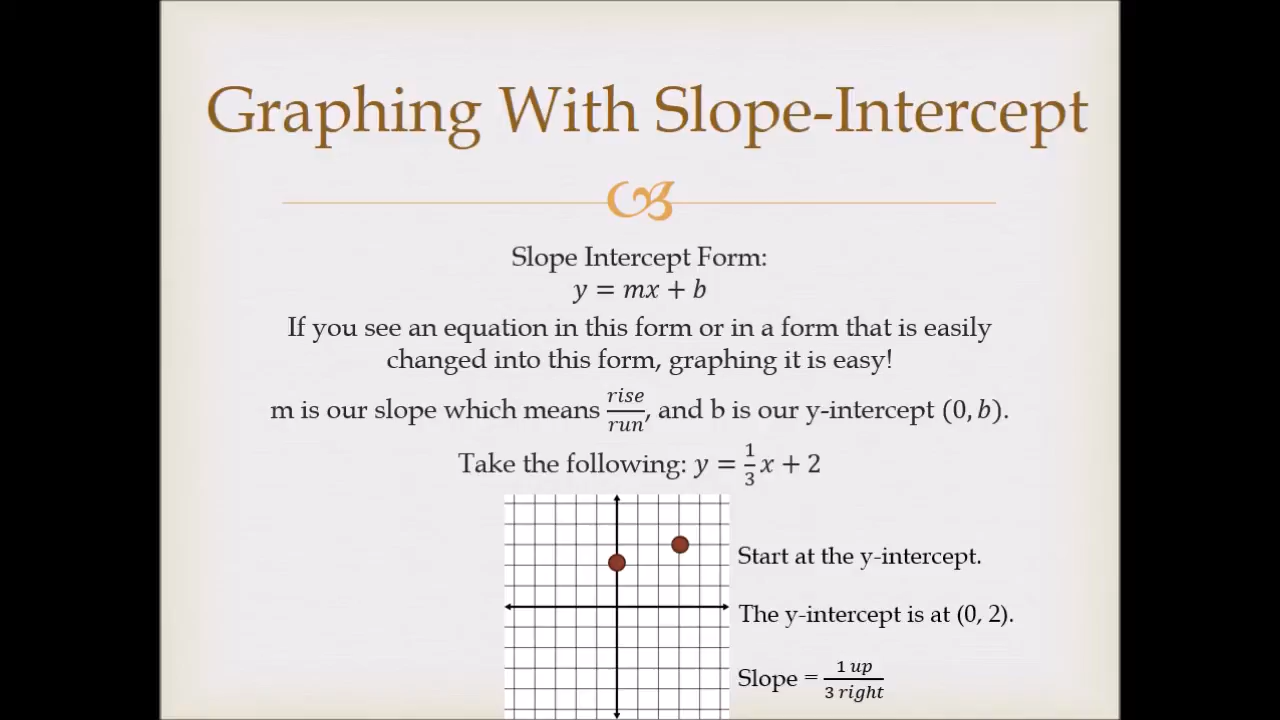 Graphing With Slope-Intercept
Slope Intercept Form:
𝑦 = 𝑚𝑥 + 𝑏
If you see an equation in this form or in a form that is easily
changed into this form, graphing it is easy!
m is our slope which means 𝑟𝑖𝑠𝑒/𝑟𝑢𝑛, and b is our y-intercept (0, 𝑏).
Take the following: 𝑦 = 1/3 𝑥 + 2
Start at the y-intercept.
The y-intercept is at (0, 2).
Slope = 1 𝑢𝑝/3 𝑟𝑖𝑔ℎ𝑡